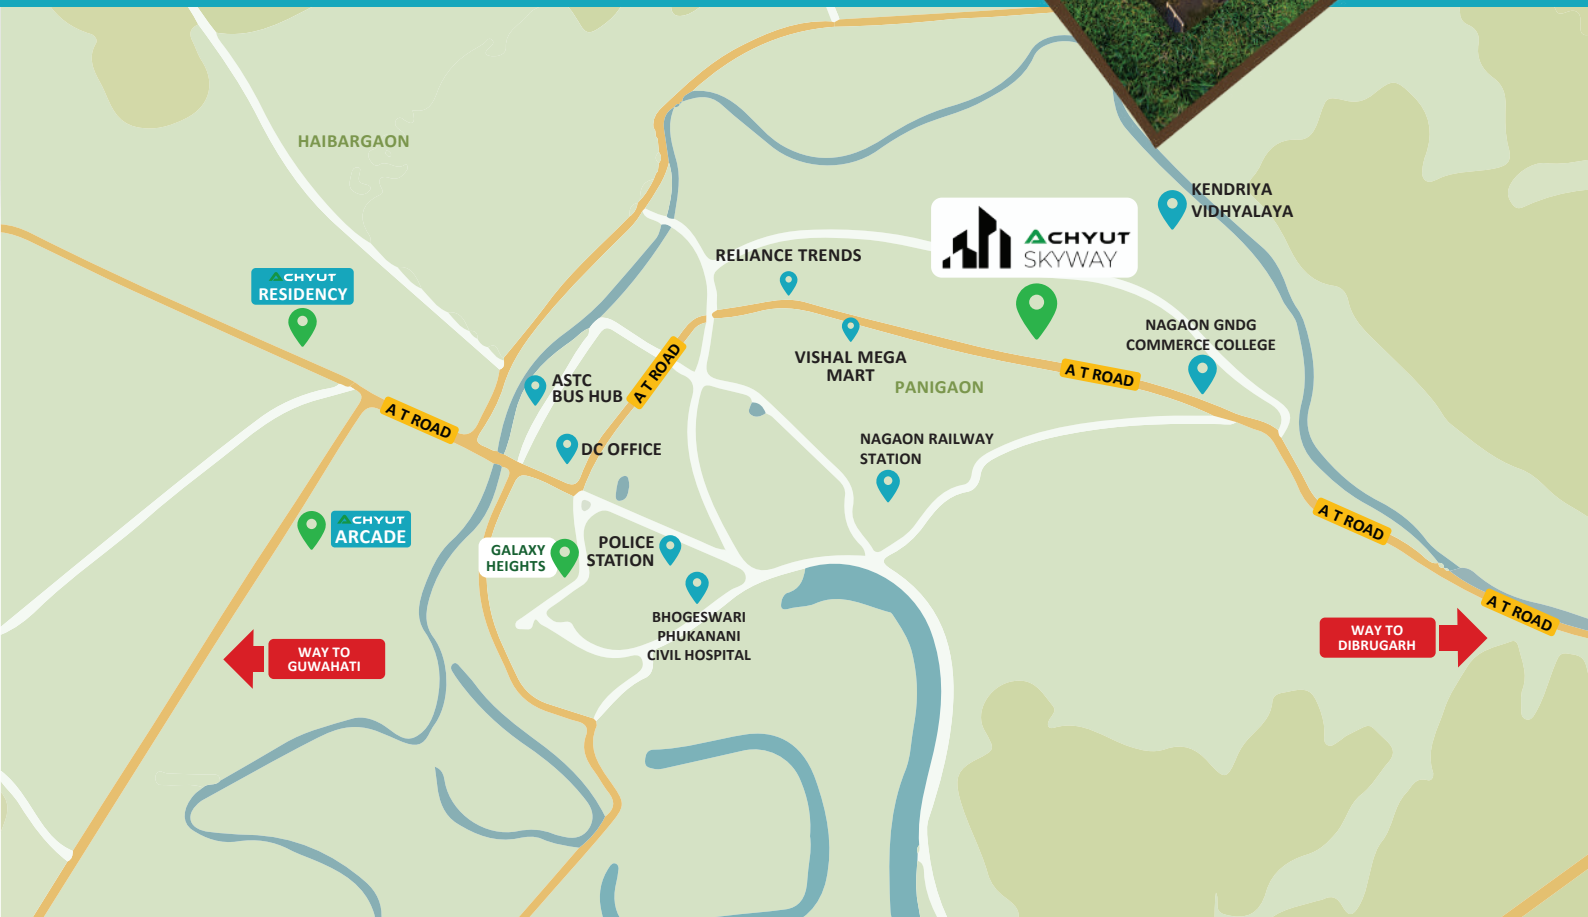 HAIBARGAON
KENDRIYA
VIDHYALAYA
ACHYUT
SKYWAY
RELIANCE TRENDS
ACHYUT
RESIDENCY
NAGAON GNDG
COMMERCE COLLEGE
VISHAL MEGA
MART
A T ROAD
A T ROAD
PANIGAON
ASTC
BUS HUB
A T ROAD
DC OFFICE
NAGAON RAILWAY
STATION
A T ROAD
ACHYUT
ARCADE
GALAXY
HEIGHTS
POLICE
STATION
BHOGESWARI
PHUKANANI
CIVIL HOSPITAL
A T ROAD
WAY TO
GUWAHATI
WAY TO
DIBRUGARH